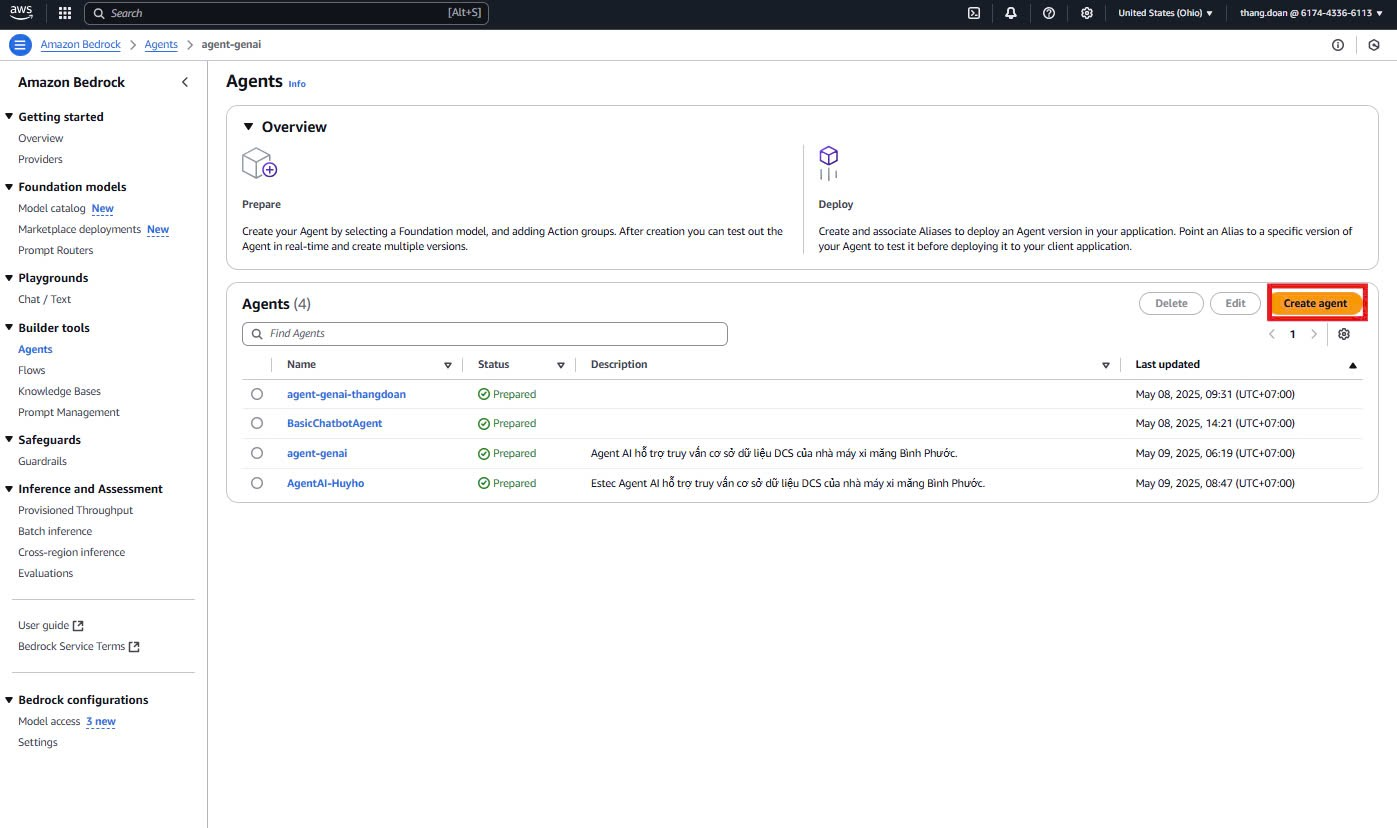 aws Search [Alt+S] United States (Ohio) thang.doan @ 6174-4336-6113
Amazon Bedrock Agents agent-genai
Amazon Bedrock
Getting started
Overview
Providers
Foundation models
Model catalog New
Marketplace deployments New
Prompt Routers
Playgrounds
Chat / Text
Builder tools
Agents
Flows
Knowledge Bases
Prompt Management
Safeguards
Guardrails
Inference and Assessment
Provisioned Throughput
Batch inference
Cross-region inference
Evaluations
User guide
Bedrock Service Terms
Bedrock configurations
Model access 3 new
Settings
Agents Info
Overview
Prepare
Create your Agent by selecting a Foundation model, and adding Action groups. After creation you can test out the
Agent in real-time and create multiple versions.
Deploy
Create and associate Aliases to deploy an Agent version in your application. Point an Alias to a specific version of
your Agent to test it before deploying it to your client application.
Agents (4) Delete Edit Create agent
Find Agents 1
Name Status Description Last updated
agent-genai-thangdoan Prepared May 08, 2025, 09:31 (UTC+07:00)
BasicChatbotAgent Prepared May 08, 2025, 14:21 (UTC+07:00)
agent-genai Prepared Agent AI hỗ trợ truy vấn cơ sở dữ liệu DCS của nhà máy xi măng Bình Phước. May 09, 2025, 06:19 (UTC+07:00)
AgentAI-Huyho Prepared Estec Agent AI hỗ trợ truy vấn cơ sở dữ liệu DCS của nhà máy xi măng Bình Phước. May 09, 2025, 08:47 (UTC+07:00)